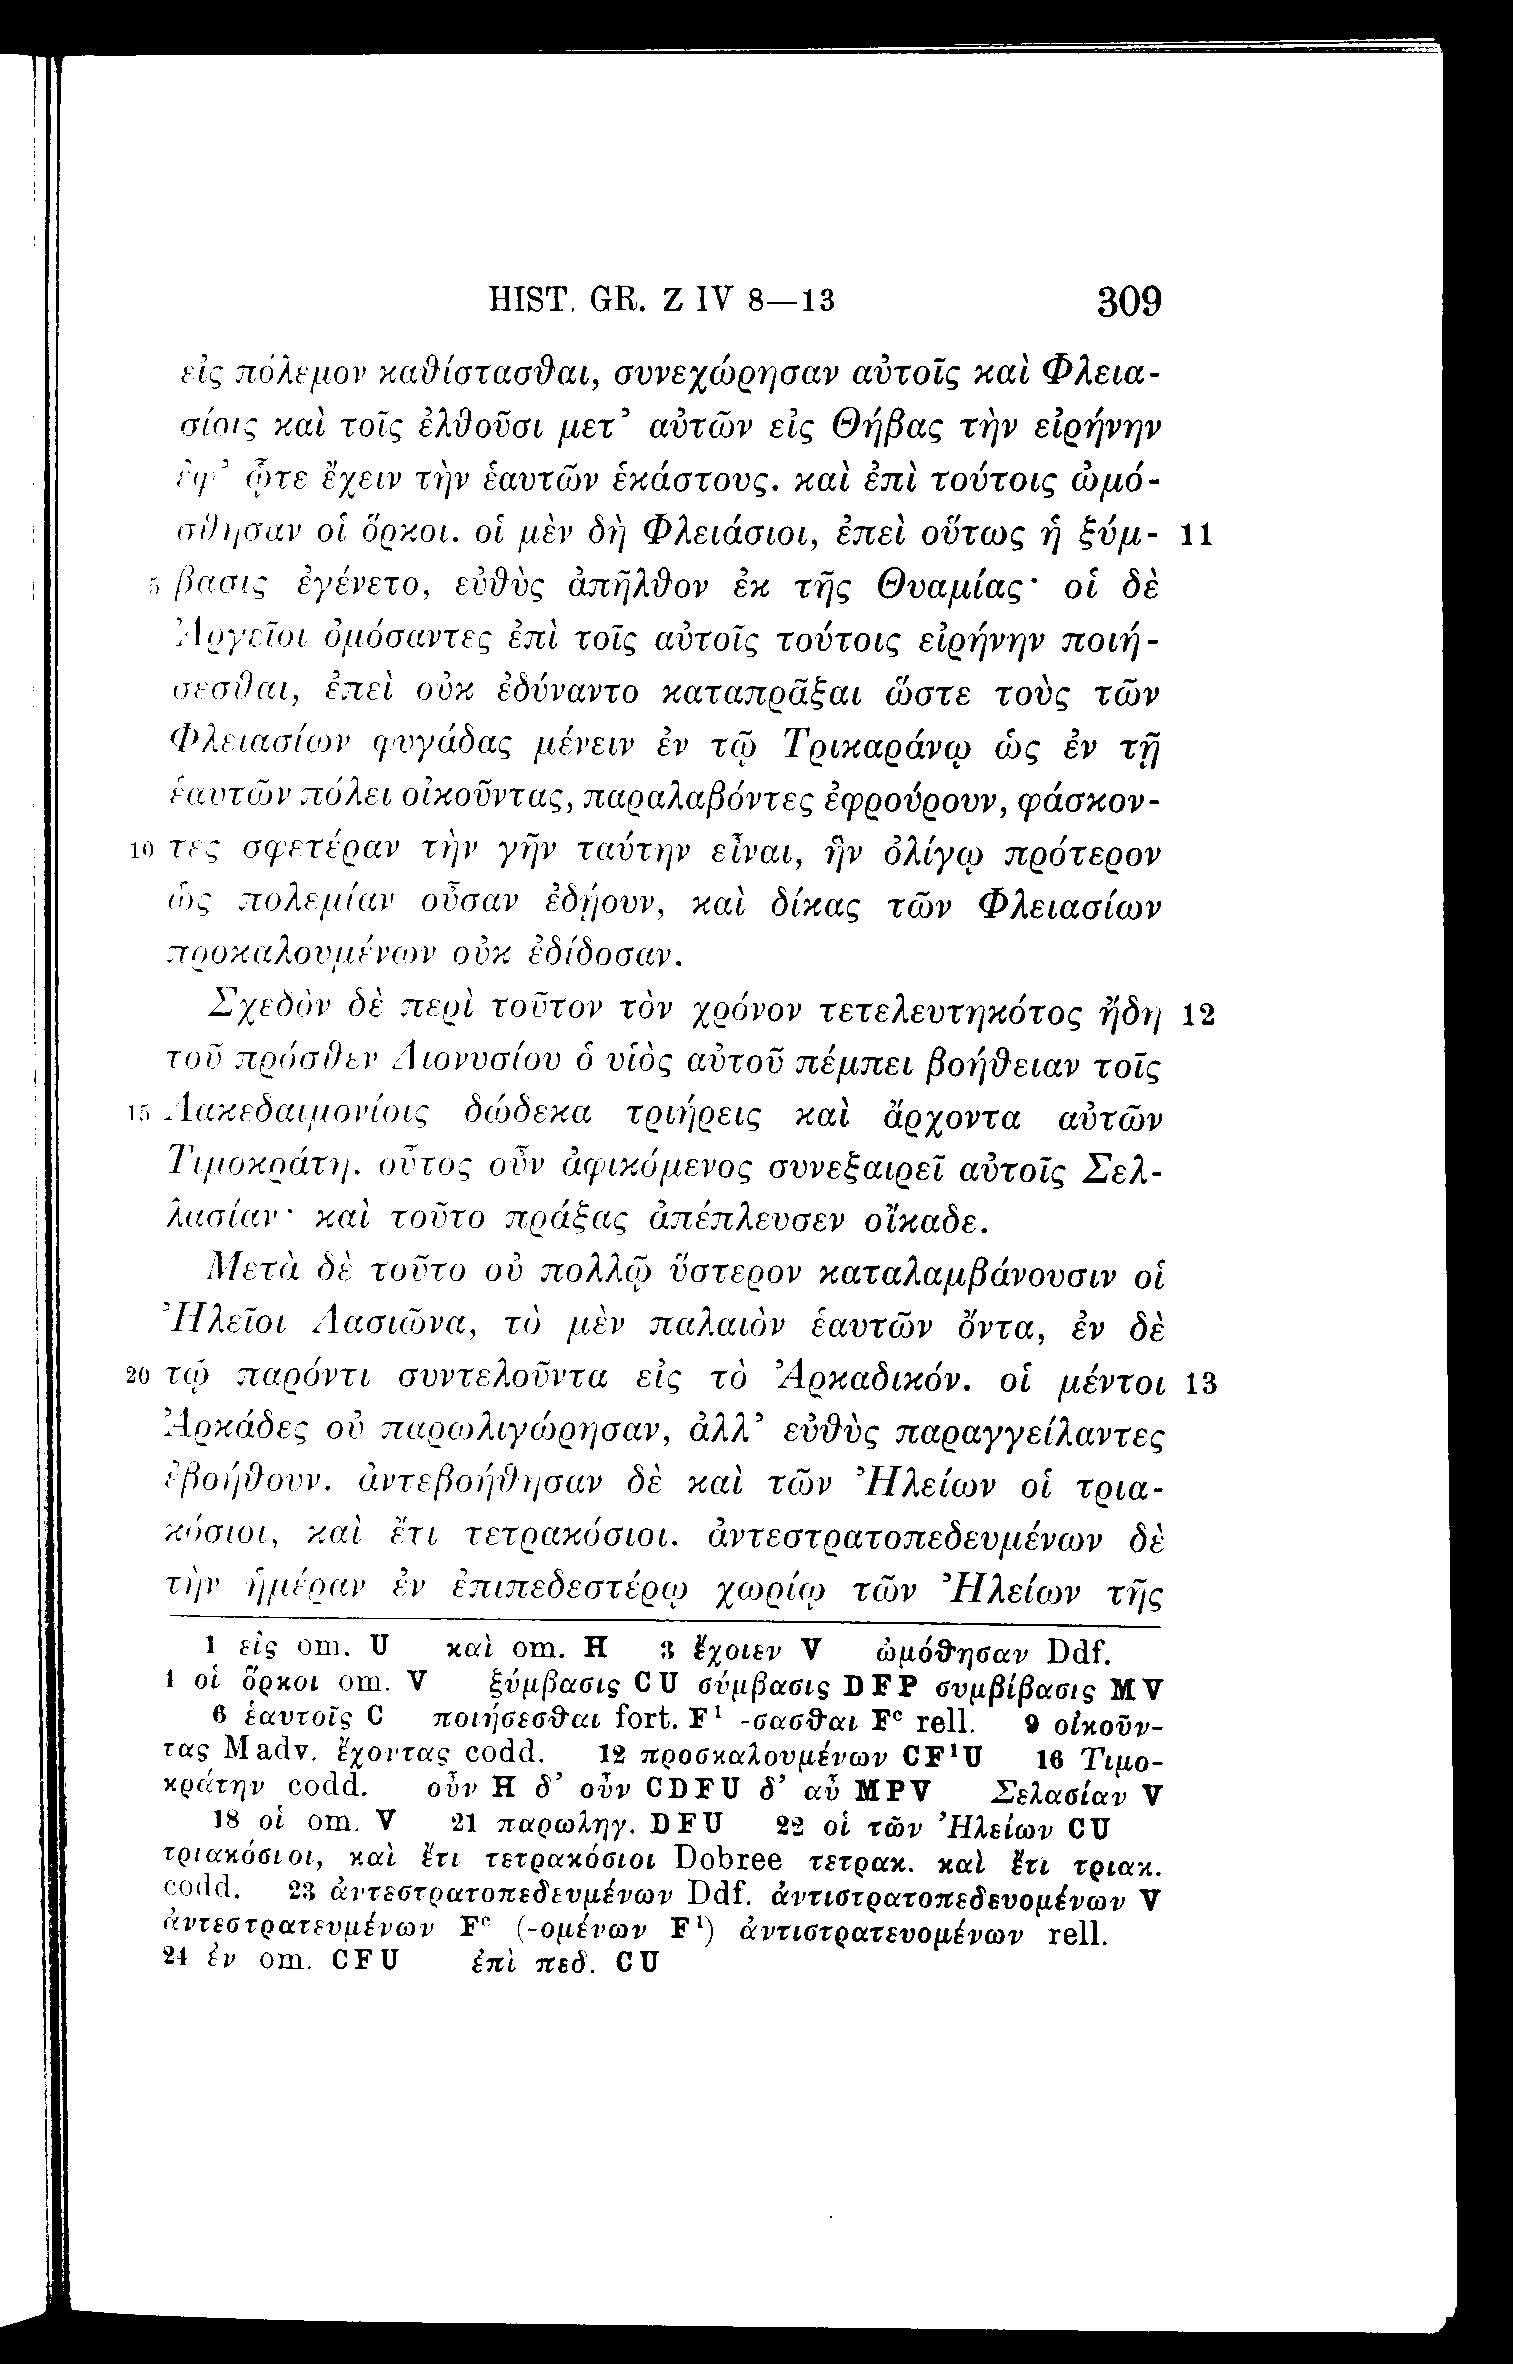 HIST. GR. Z IV 8—13 309
εἰς πόλεμον καθίστασθαι, συνεχώρησαν αὐτοῖς καὶ Φλεια-
σίοις καὶ τοῖς ἐλθοῦσι μετ’ αὐτῶν εἰς Θήβας τὴν εἰρήνην
ἐφ’ ᾧτε ἔχειν τὴν ἑαυτῶν ἑκάστους. καὶ ἐπὶ τούτοις ὠμό-
σθησαν οἱ ὅρκοι. οἱ μὲν δὴ Φλειάσιοι, ἐπεὶ οὕτως ἡ ξύμ- 11
5 βασις ἐγένετο, εὐθὺς ἀπῆλθον ἐκ τῆς Θυαμίας· οἱ δὲ
Ἀργεῖοι ὀμόσαντες ἐπὶ τοῖς αὐτοῖς τούτοις εἰρήνην ποιή-
σεσθαι, ἐπεὶ οὐκ ἐδύναντο καταπρᾶξαι ὥστε τοὺς τῶν
Φλειασίων φυγάδας μένειν ἐν τῷ Τρικαράνῳ ὡς ἐν τῇ
ἑαυτῶν πόλει οἰκοῦντας, παραλαβόντες ἐφρούρουν, φάσκον-
10 τες σφετέραν τὴν γῆν ταύτην εἶναι, ἣν ὀλίγῳ πρότερον
ὡς πολεμίαν οὖσαν ἐδῄουν, καὶ δίκας τῶν Φλειασίων
προκαλουμένων οὐκ ἐδίδοσαν.
Σχεδὸν δὲ περὶ τοῦτον τὸν χρόνον τετελευτηκότος ἤδη 12
τοῦ πρόσθεν Διονυσίου ὁ υἱὸς αὐτοῦ πέμπει βοήθειαν τοῖς
15 Λακεδαιμονίοις δώδεκα τριήρεις καὶ ἄρχοντα αὐτῶν
Τιμοκράτη. οὗτος οὖν ἀφικόμενος συνεξαιρεῖ αὐτοῖς Σελ-
λασίαν· καὶ τοῦτο πράξας ἀπέπλευσεν οἴκαδε.
Μετὰ δὲ τοῦτο οὐ πολλῷ ὕστερον καταλαμβάνουσιν οἱ
Ἠλεῖοι Λασιῶνα, τὸ μὲν παλαιὸν ἑαυτῶν ὄντα, ἐν δὲ
20 τῷ παρόντι συντελοῦντα εἰς τὸ Ἀρκαδικόν. οἱ μέντοι 13
Ἀρκάδες οὐ παρωλιγώρησαν, ἀλλ’ εὐθὺς παραγγείλαντες
ἐβοήθουν. ἀντεβοήθησαν δὲ καὶ τῶν Ἠλείων οἱ τρια-
κόσιοι, καὶ ἔτι τετρακόσιοι. ἀντεστρατοπεδευμένων δὲ
τὴν ἡμέραν ἐν ἐπιπεδεστέρῳ χωρίῳ τῶν Ἠλείων τῆς
1 εἰς om. U καὶ om. H 3 ἔχοιεν V ὠμόθησαν Ddf.
4 οἱ ὅρκοι om. V ξύμβασις CU σύμβασις DFP συμβίβασις MV
6 ἑαυτοῖς C ποιήσεσθαι fort. F¹ -σασθαι Fᶜ rell. 9 οἰκοῦν-
τας Madv. ἔχοντας codd. 12 προσκαλουμένων CF¹U 16 Τιμο-
κράτην codd. οὖν H δ’ οὖν CDFU δ’ αὖ MPV Σελασίαν V
18 οἱ om. V 21 παρωληγ. DFU 22 οἱ τῶν Ἠλείων CU
τριακόσιοι, καὶ ἔτι τετρακόσιοι Dobree τετρακ. καὶ ἔτι τριακ.
codd. 23 ἀντεστρατοπεδευμένων Ddf. ἀντιστρατοπεδευομένων V
ἀντεστρατευμένων Fᶜ (-ομένων F¹) ἀντιστρατευομένων rell.
24 ἐν om. CFU ἐπὶ πεδ. CU